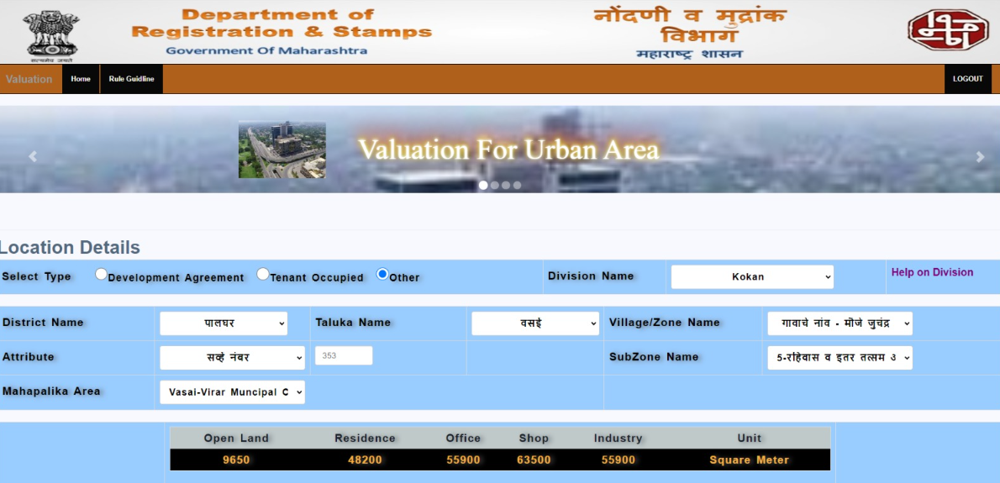 Department of
Registration & Stamps
Government Of Maharashtra
नोंदणी व मुद्रांक
विभाग
महाराष्ट्र शासन
सत्यमेव जयते
Valuation Home Rule Guidline LOGOUT
Valuation For Urban Area
Location Details
Select Type Development Agreement Tenant Occupied Other Division Name Kokan Help on Division
District Name पालघर Taluka Name वसई Village/Zone Name गावाचे नांव - मौजे जुचंद्र
Attribute सर्व्हे नंबर 353 SubZone Name 5-रहिवास व इतर तत्सम
Mahapalika Area Vasai-Virar Muncipal C
Open Land Residence Office Shop Industry Unit
9650 48200 55900 63500 55900 Square Meter